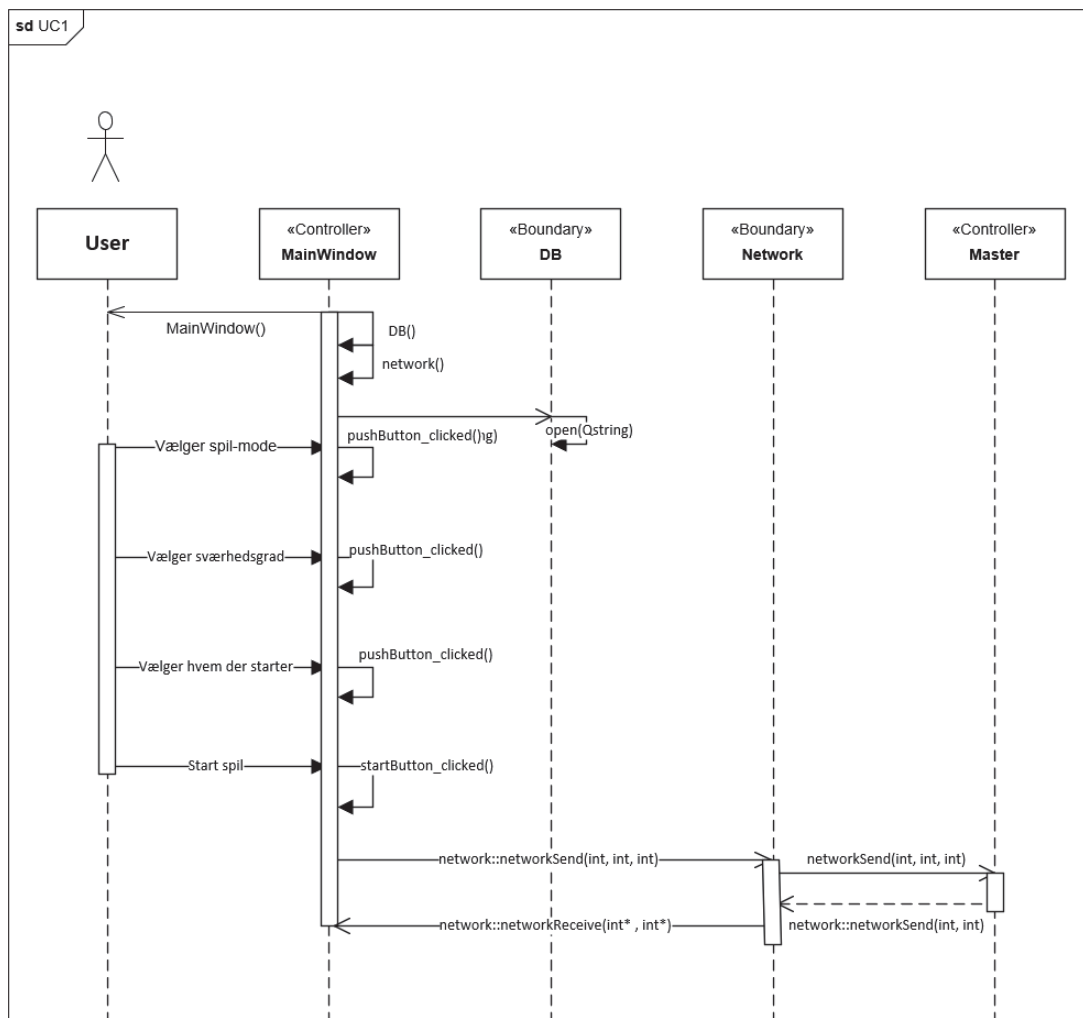 sd UC1
User
«Controller»
MainWindow
«Boundary»
DB
«Boundary»
Network
«Controller»
Master
MainWindow()
DB()
network()
open(Qstring)
Vælger spil-mode
pushButton_clicked()
Vælger sværhedsgrad
pushButton_clicked()
Vælger hvem der starter
pushButton_clicked()
Start spil
startButton_clicked()
network::networkSend(int, int, int)
networkSend(int, int, int)
network::networkReceive(int* , int*)
network::networkSend(int, int)